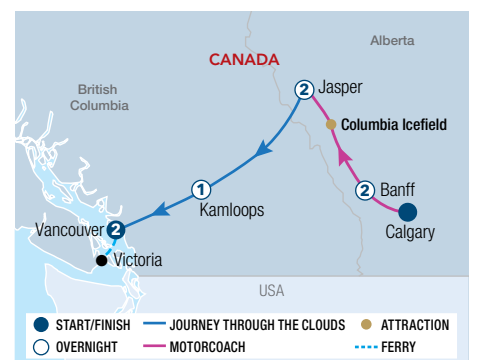 Alberta
CANADA
British
Columbia
2 Jasper
Columbia Icefield
2 Banff
1
Kamloops
Calgary
Vancouver 2
Victoria
USA
START/FINISH JOURNEY THROUGH THE CLOUDS ATTRACTION
OVERNIGHT MOTORCOACH FERRY